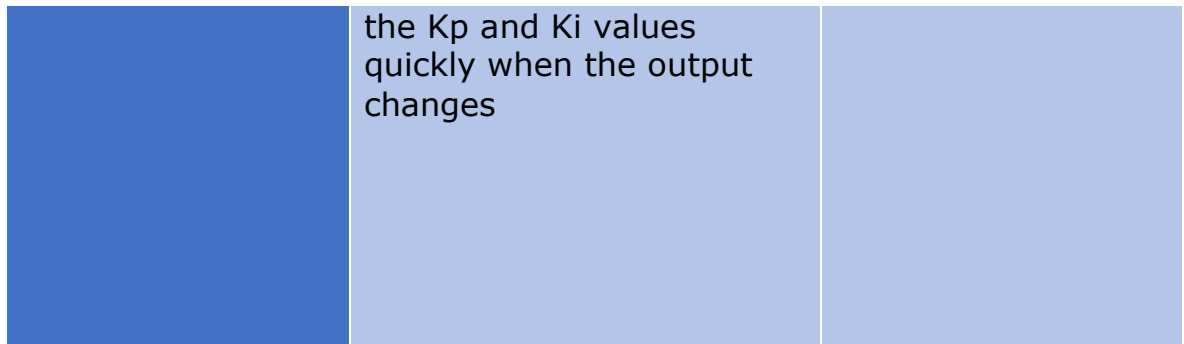 the Kp and Ki values
quickly when the output
changes